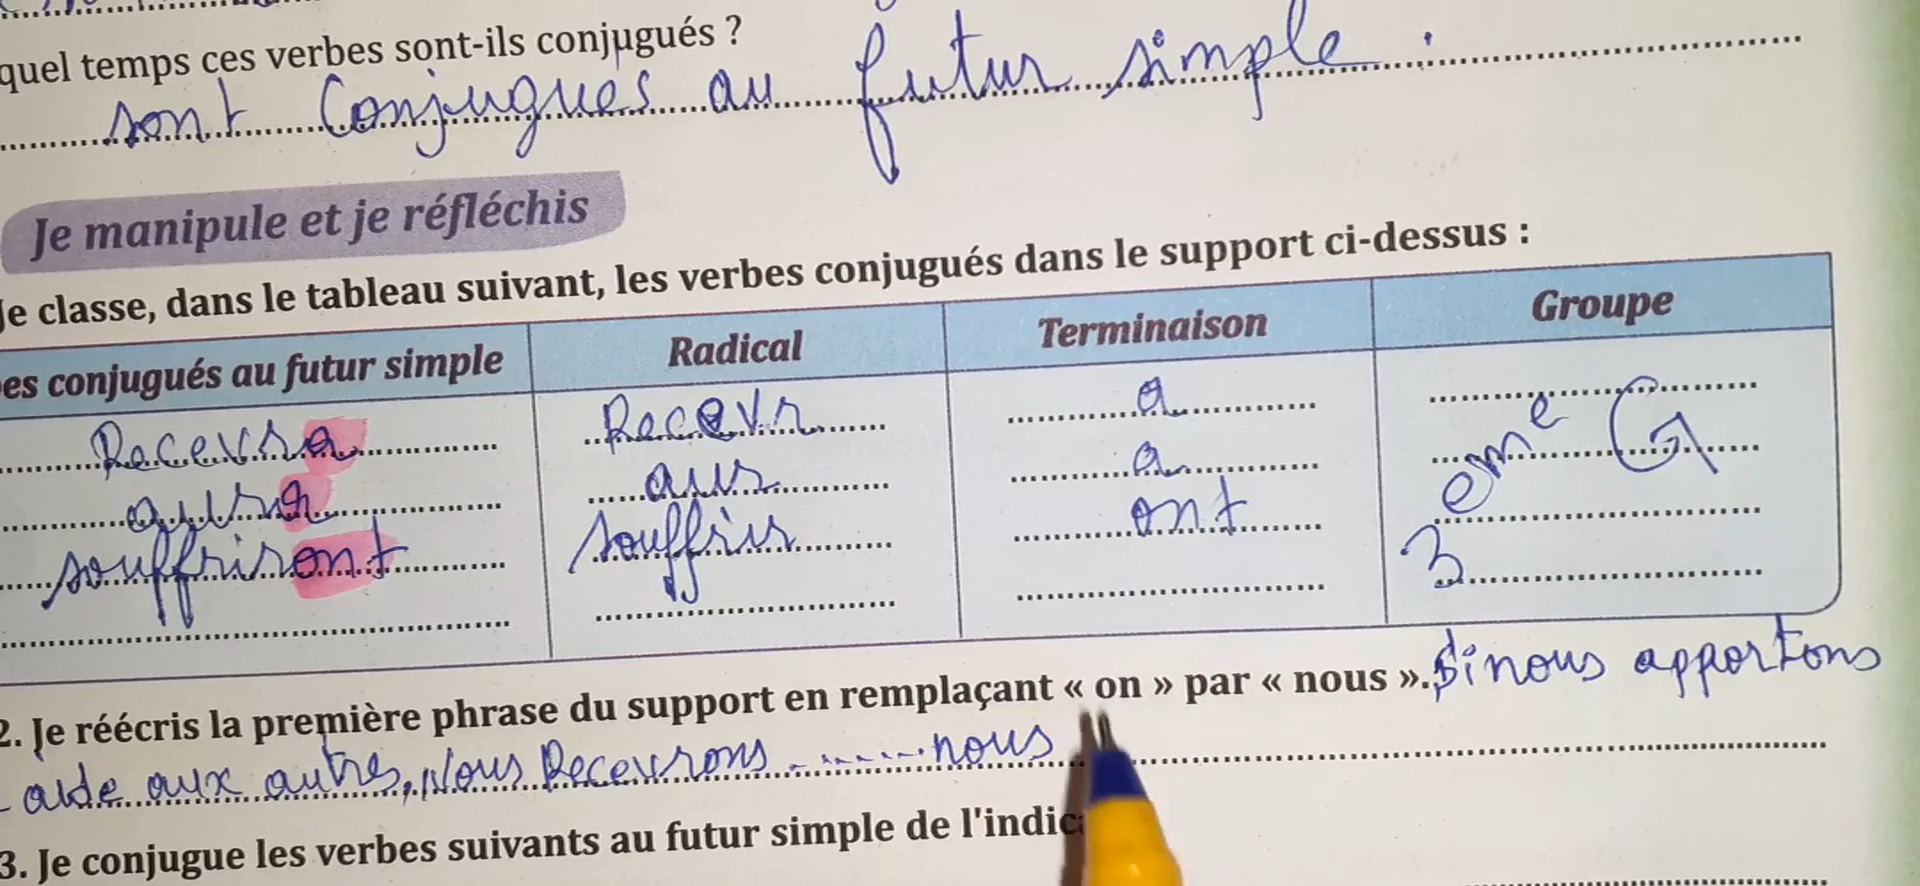 quel temps ces verbes sont-ils conjugués ?
sont conjugués au futur simple.
Je manipule et je réfléchis
Je classe, dans le tableau suivant, les verbes conjugués dans le support ci-dessus :
es conjugués au futur simple Radical Terminaison Groupe
Recevra Recevr a
aura aur a
souffriront souffrir ont
3 eme G
2. Je réécris la première phrase du support en remplaçant « on » par « nous ». Si nous apportons
aide aux autres, Nous Recevrons ........ nous
3. Je conjugue les verbes suivants au futur simple de l'indic